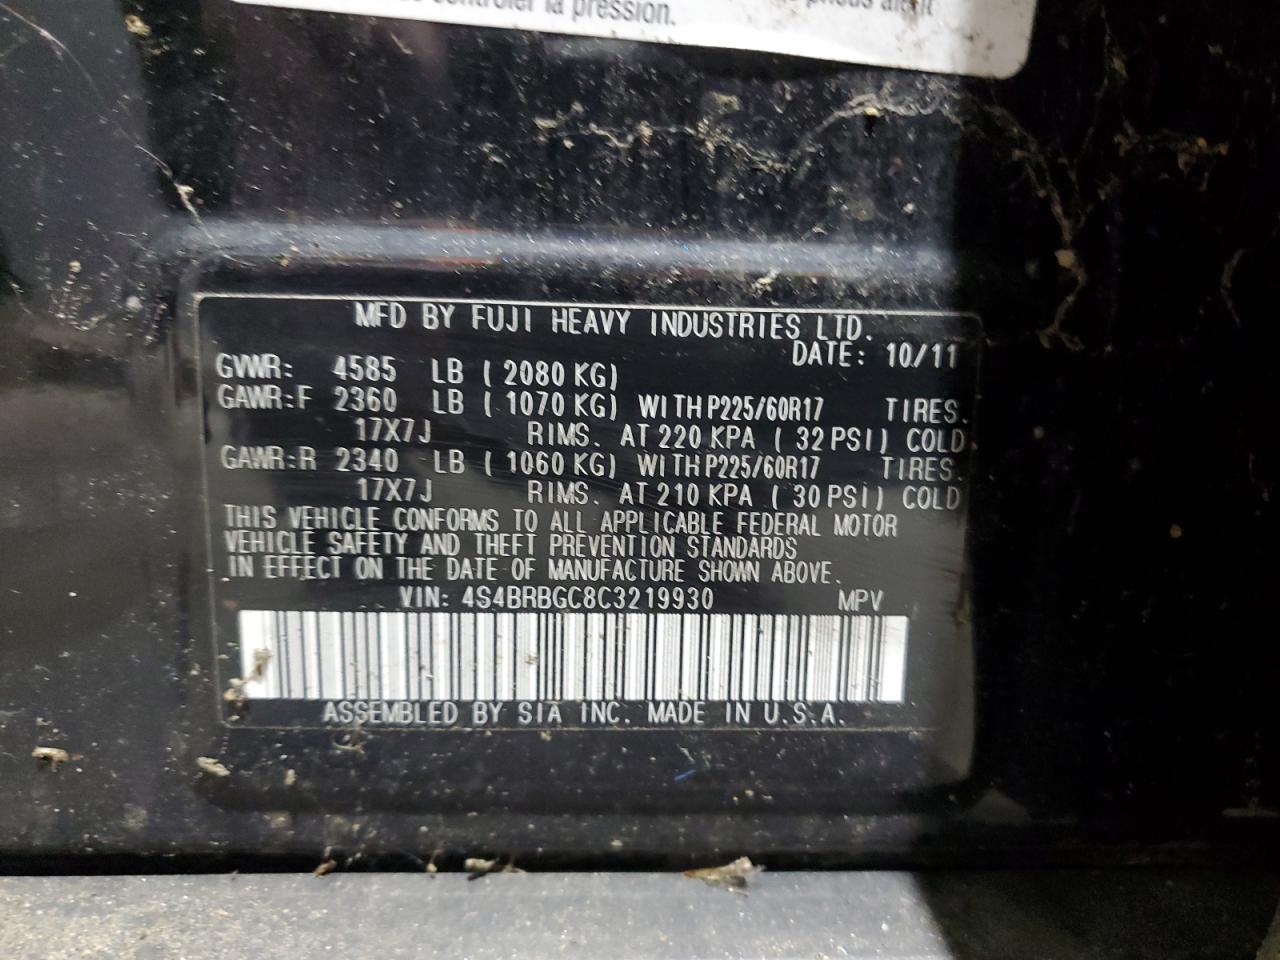 contrôler la pression.
MFD BY FUJI HEAVY INDUSTRIES LTD.
DATE: 10/11
GVWR: 4585 LB (2080 KG)
GAWR:F 2360 LB (1070 KG) WITH P225/60R17 TIRES.
17X7J RIMS. AT 220 KPA (32 PSI) COLD.
GAWR:R 2340 LB (1060 KG) WITH P225/60R17 TIRES.
17X7J RIMS. AT 210 KPA (30 PSI) COLD
THIS VEHICLE CONFORMS TO ALL APPLICABLE FEDERAL MOTOR
VEHICLE SAFETY AND THEFT PREVENTION STANDARDS
IN EFFECT ON THE DATE OF MANUFACTURE SHOWN ABOVE.
VIN: 4S4BRBGC8C3219930 MPV
ASSEMBLED BY SIA INC. MADE IN U.S.A.